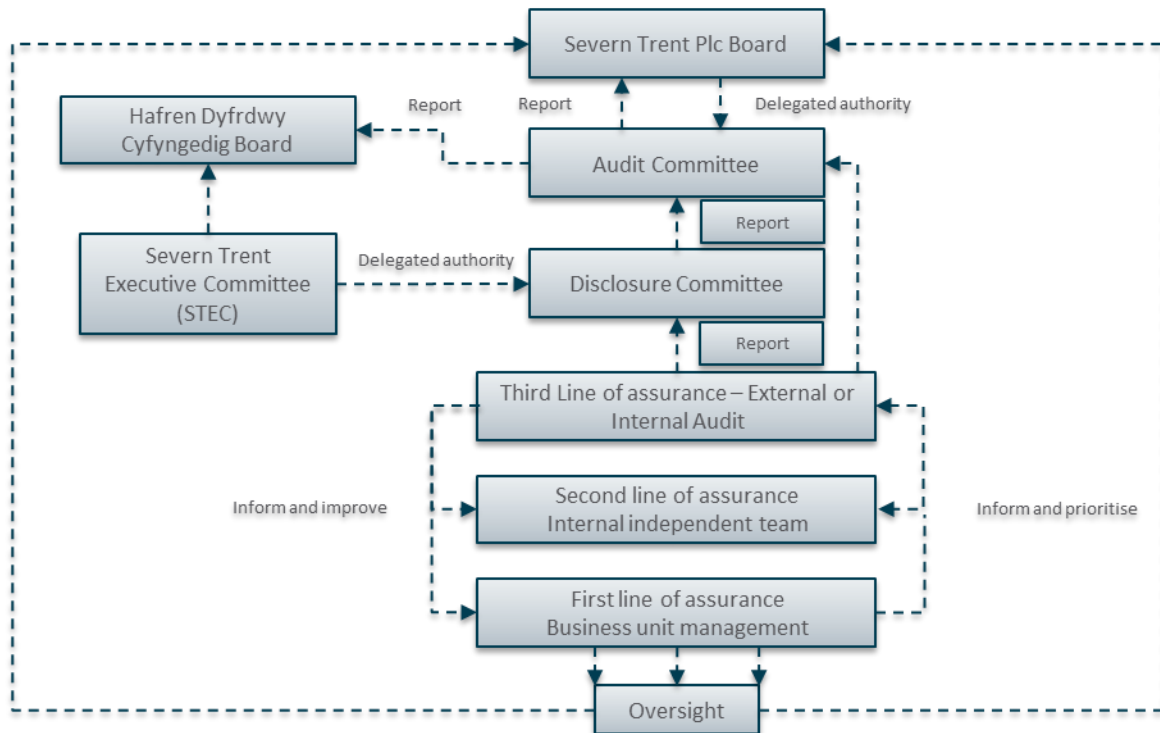 Severn Trent Plc Board
Report
Report
Delegated authority
Hafren Dyfrdwy
Cyfyngedig Board
Audit Committee
Report
Severn Trent
Executive Committee
(STEC)
Delegated authority
Disclosure Committee
Report
Third Line of assurance – External or
Internal Audit
Inform and improve
Second line of assurance
Internal independent team
Inform and prioritise
First line of assurance
Business unit management
Oversight